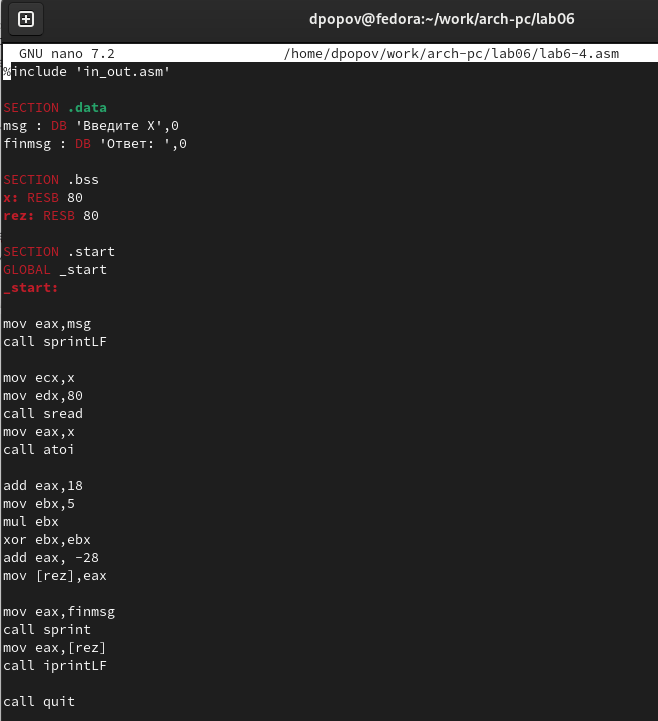 dpopov@fedora:~/work/arch-pc/lab06
GNU nano 7.2 /home/dpopov/work/arch-pc/lab06/lab6-4.asm
%include 'in_out.asm'
SECTION .data
msg : DB 'Введите X',0
finmsg : DB 'Ответ: ',0
SECTION .bss
x: RESB 80
rez: RESB 80
SECTION .start
GLOBAL _start
_start:
mov eax,msg
call sprintLF
mov ecx,x
mov edx,80
call sread
mov eax,x
call atoi
add eax,18
mov ebx,5
mul ebx
xor ebx,ebx
add eax, -28
mov [rez],eax
mov eax,finmsg
call sprint
mov eax,[rez]
call iprintLF
call quit